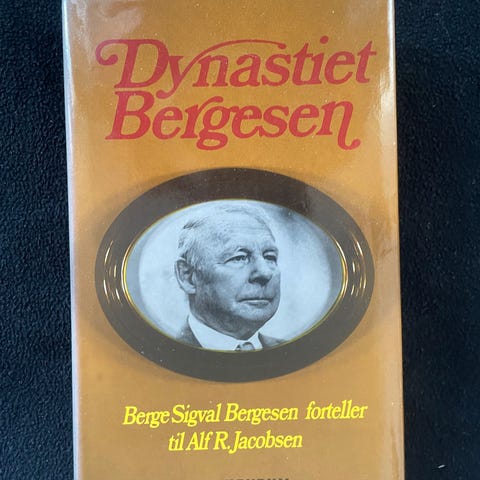 Dynastiet
Bergesen
Berge Sigval Bergesen forteller
til Alf R. Jacobsen